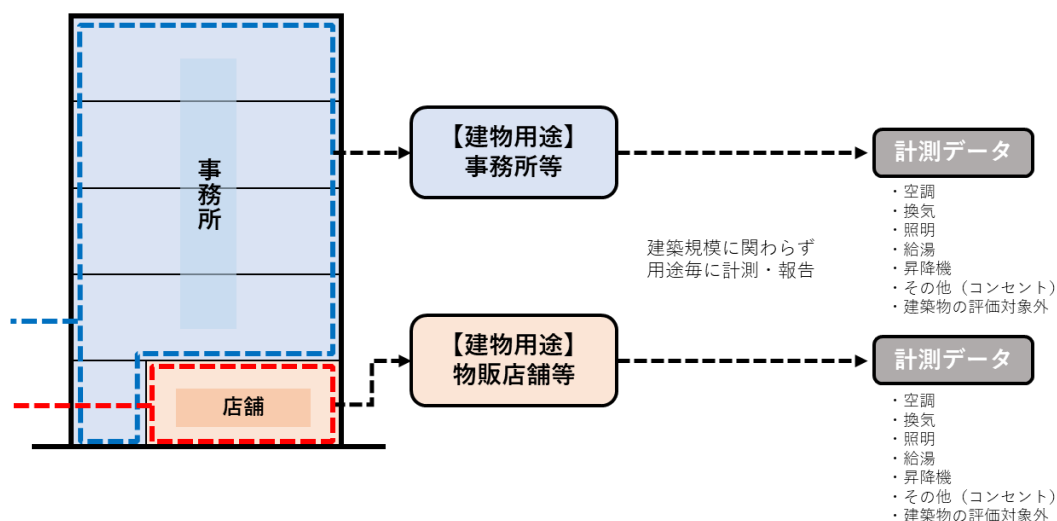 事務所
店舗
【建物用途】
事務所等
【建物用途】
物販店舗等
建築規模に関わらず
用途毎に計測・報告
計測データ
・空調
・換気
・照明
・給湯
・昇降機
・その他（コンセント）
・建築物の評価対象外
計測データ
・空調
・換気
・照明
・給湯
・昇降機
・その他（コンセント）
・建築物の評価対象外